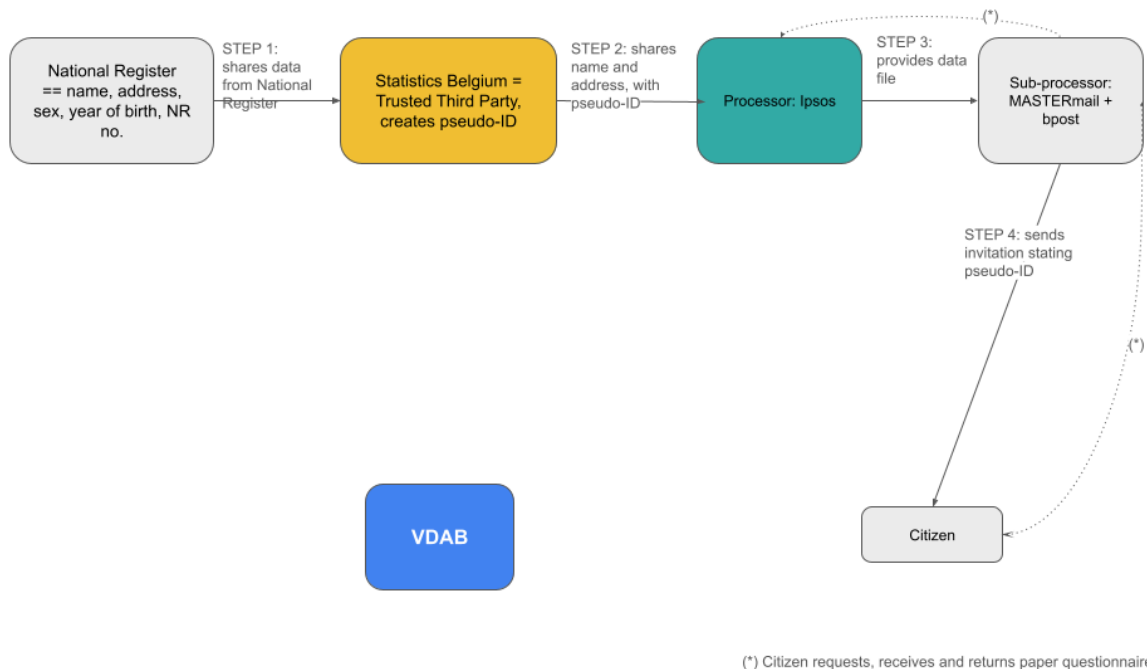 (*)
National Register
== name, address,
sex, year of birth, NR
no.
STEP 1:
shares data
from National
Register
Statistics Belgium =
Trusted Third Party,
creates pseudo-ID
STEP 2: shares
name and
address, with
pseudo-ID
Processor: Ipsos
STEP 3:
provides data
file
Sub-processor:
MASTERmail +
bpost
STEP 4: sends
invitation stating
pseudo-ID
(*)
VDAB
Citizen
(*) Citizen requests, receives and returns paper questionnaire